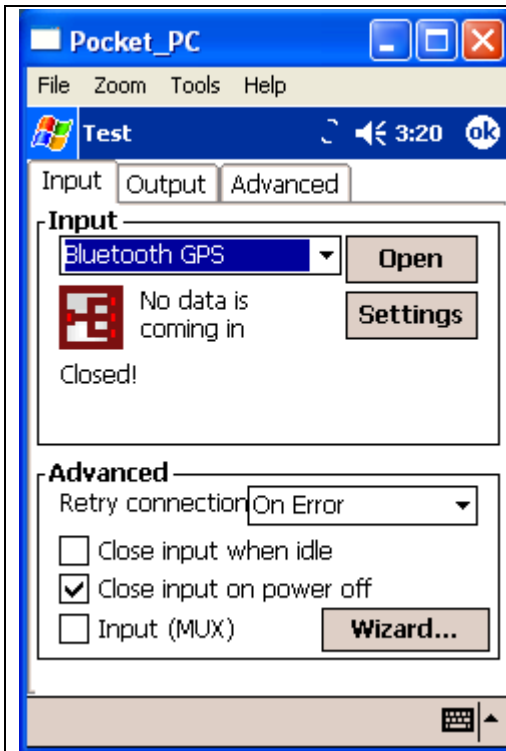 Pocket_PC
File Zoom Tools Help
Test 3:20 ok
Input Output Advanced
Input
Bluetooth GPS Open
No data is
coming in
Settings
Closed!
Advanced
Retry connection On Error
Close input when idle
Close input on power off
Input (MUX) Wizard...